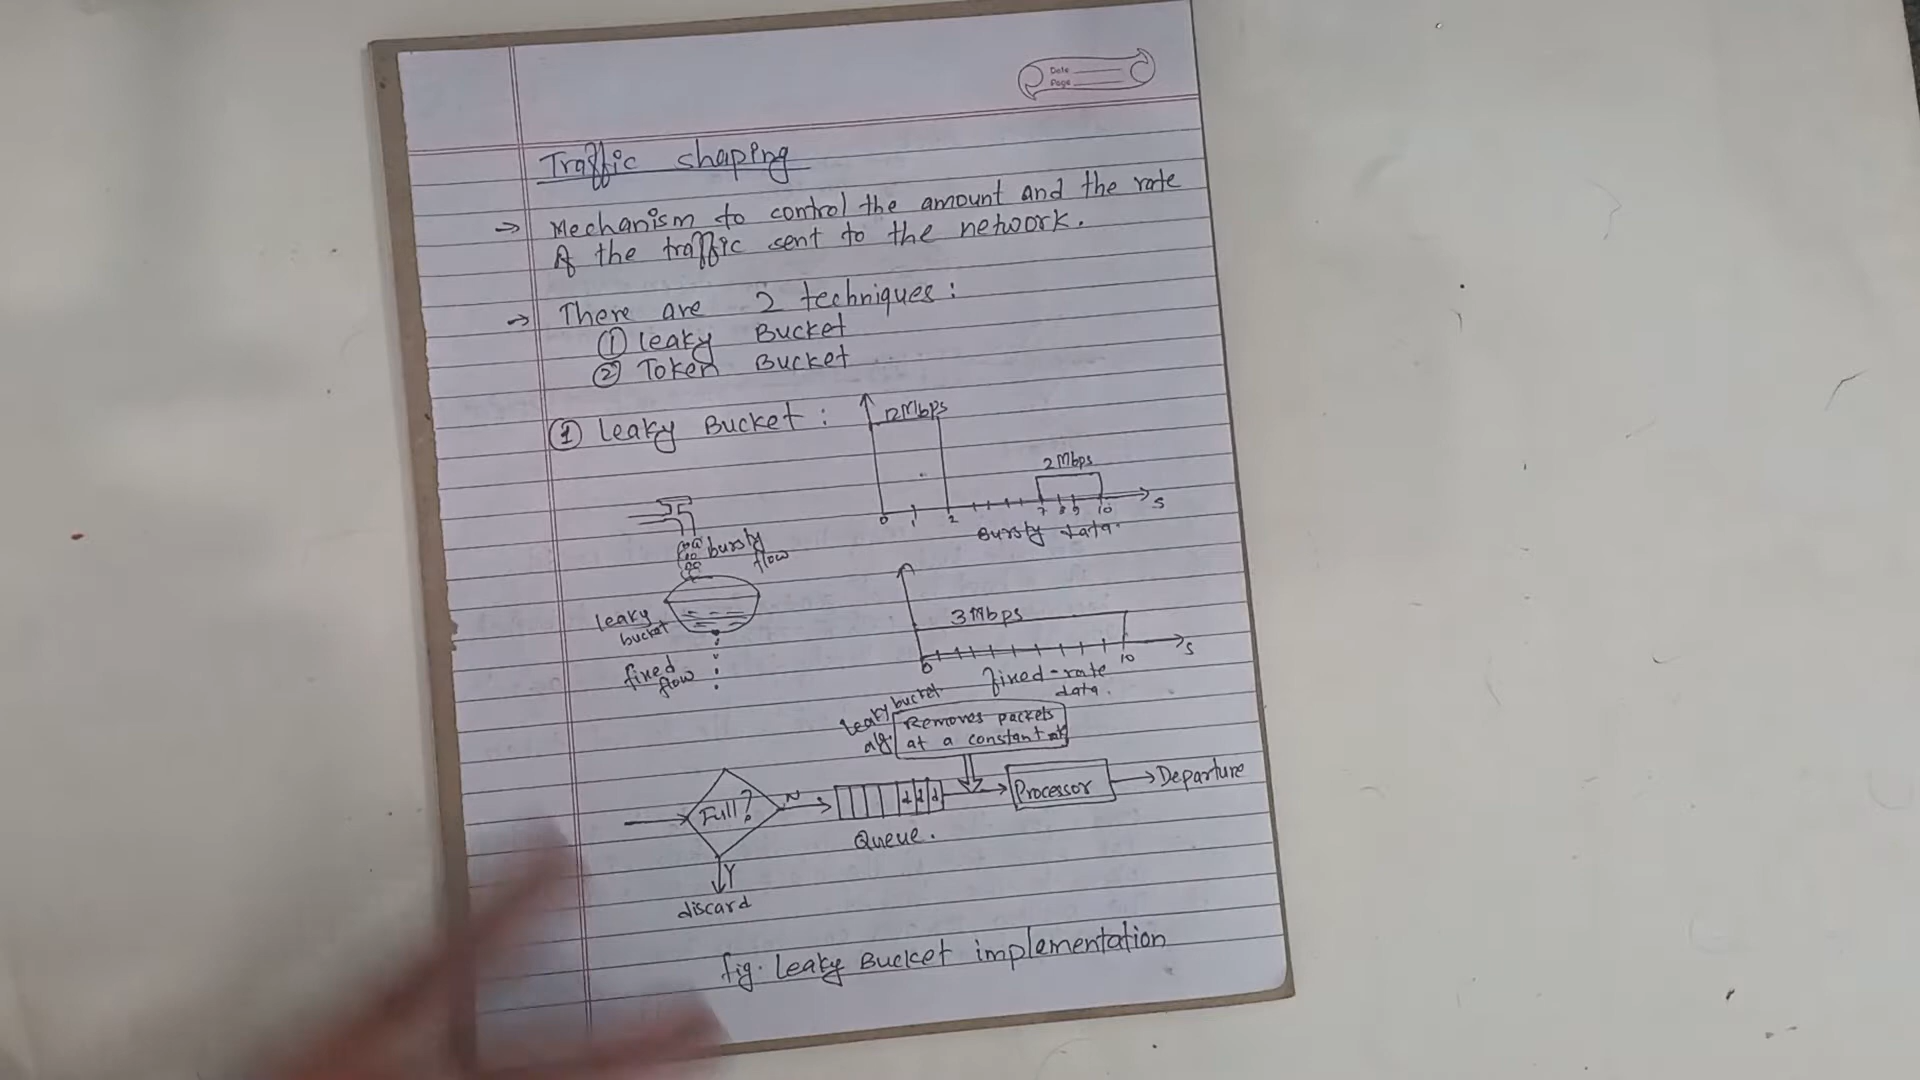 Date
Page
Traffic shaping
→ Mechanism to control the amount and the rate
of the traffic sent to the network.
→ There are 2 techniques:
① Leaky Bucket
② Token Bucket
① Leaky Bucket :
12Mbps
2Mbps
0 1 2 7 8 9 10 s
Bursty data.
bursty
flow
leaky
bucket
fixed
flow
3Mbps
0 10 s
fixed-rate
data.
Leaky bucket
alg.
Removes packets
at a constant
Full?
N
Queue.
Processor
Departure
Y
discard
fig. Leaky Bucket implementation